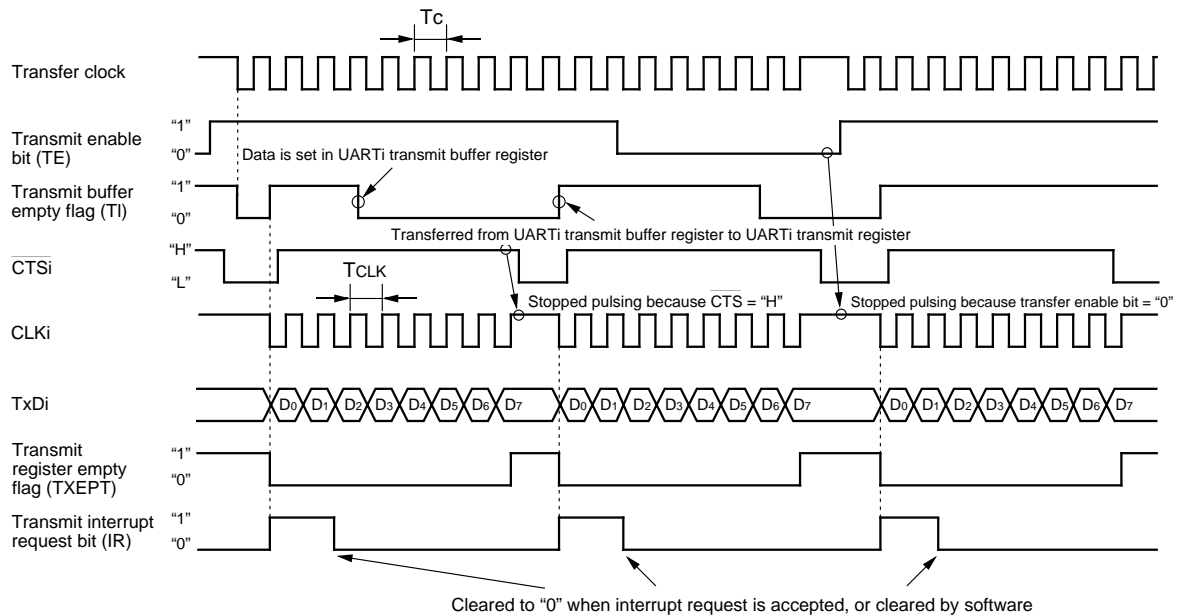 Tc
Transfer clock
Transmit enable
bit (TE)
“1”
“0”
Data is set in UARTi transmit buffer register
Transmit buffer
empty flag (TI)
“1”
“0”
Transferred from UARTi transmit buffer register to UARTi transmit register
CTSi
“H”
“L”
TCLK
Stopped pulsing because CTS = “H”
Stopped pulsing because transfer enable bit = “0”
CLKi
TxDi
D0 D1 D2 D3 D4 D5 D6 D7 D0 D1 D2 D3 D4 D5 D6 D7 D0 D1 D2 D3 D4 D5 D6 D7
Transmit
register empty
flag (TXEPT)
“1”
“0”
Transmit interrupt
request bit (IR)
“1”
“0”
Cleared to “0” when interrupt request is accepted, or cleared by software